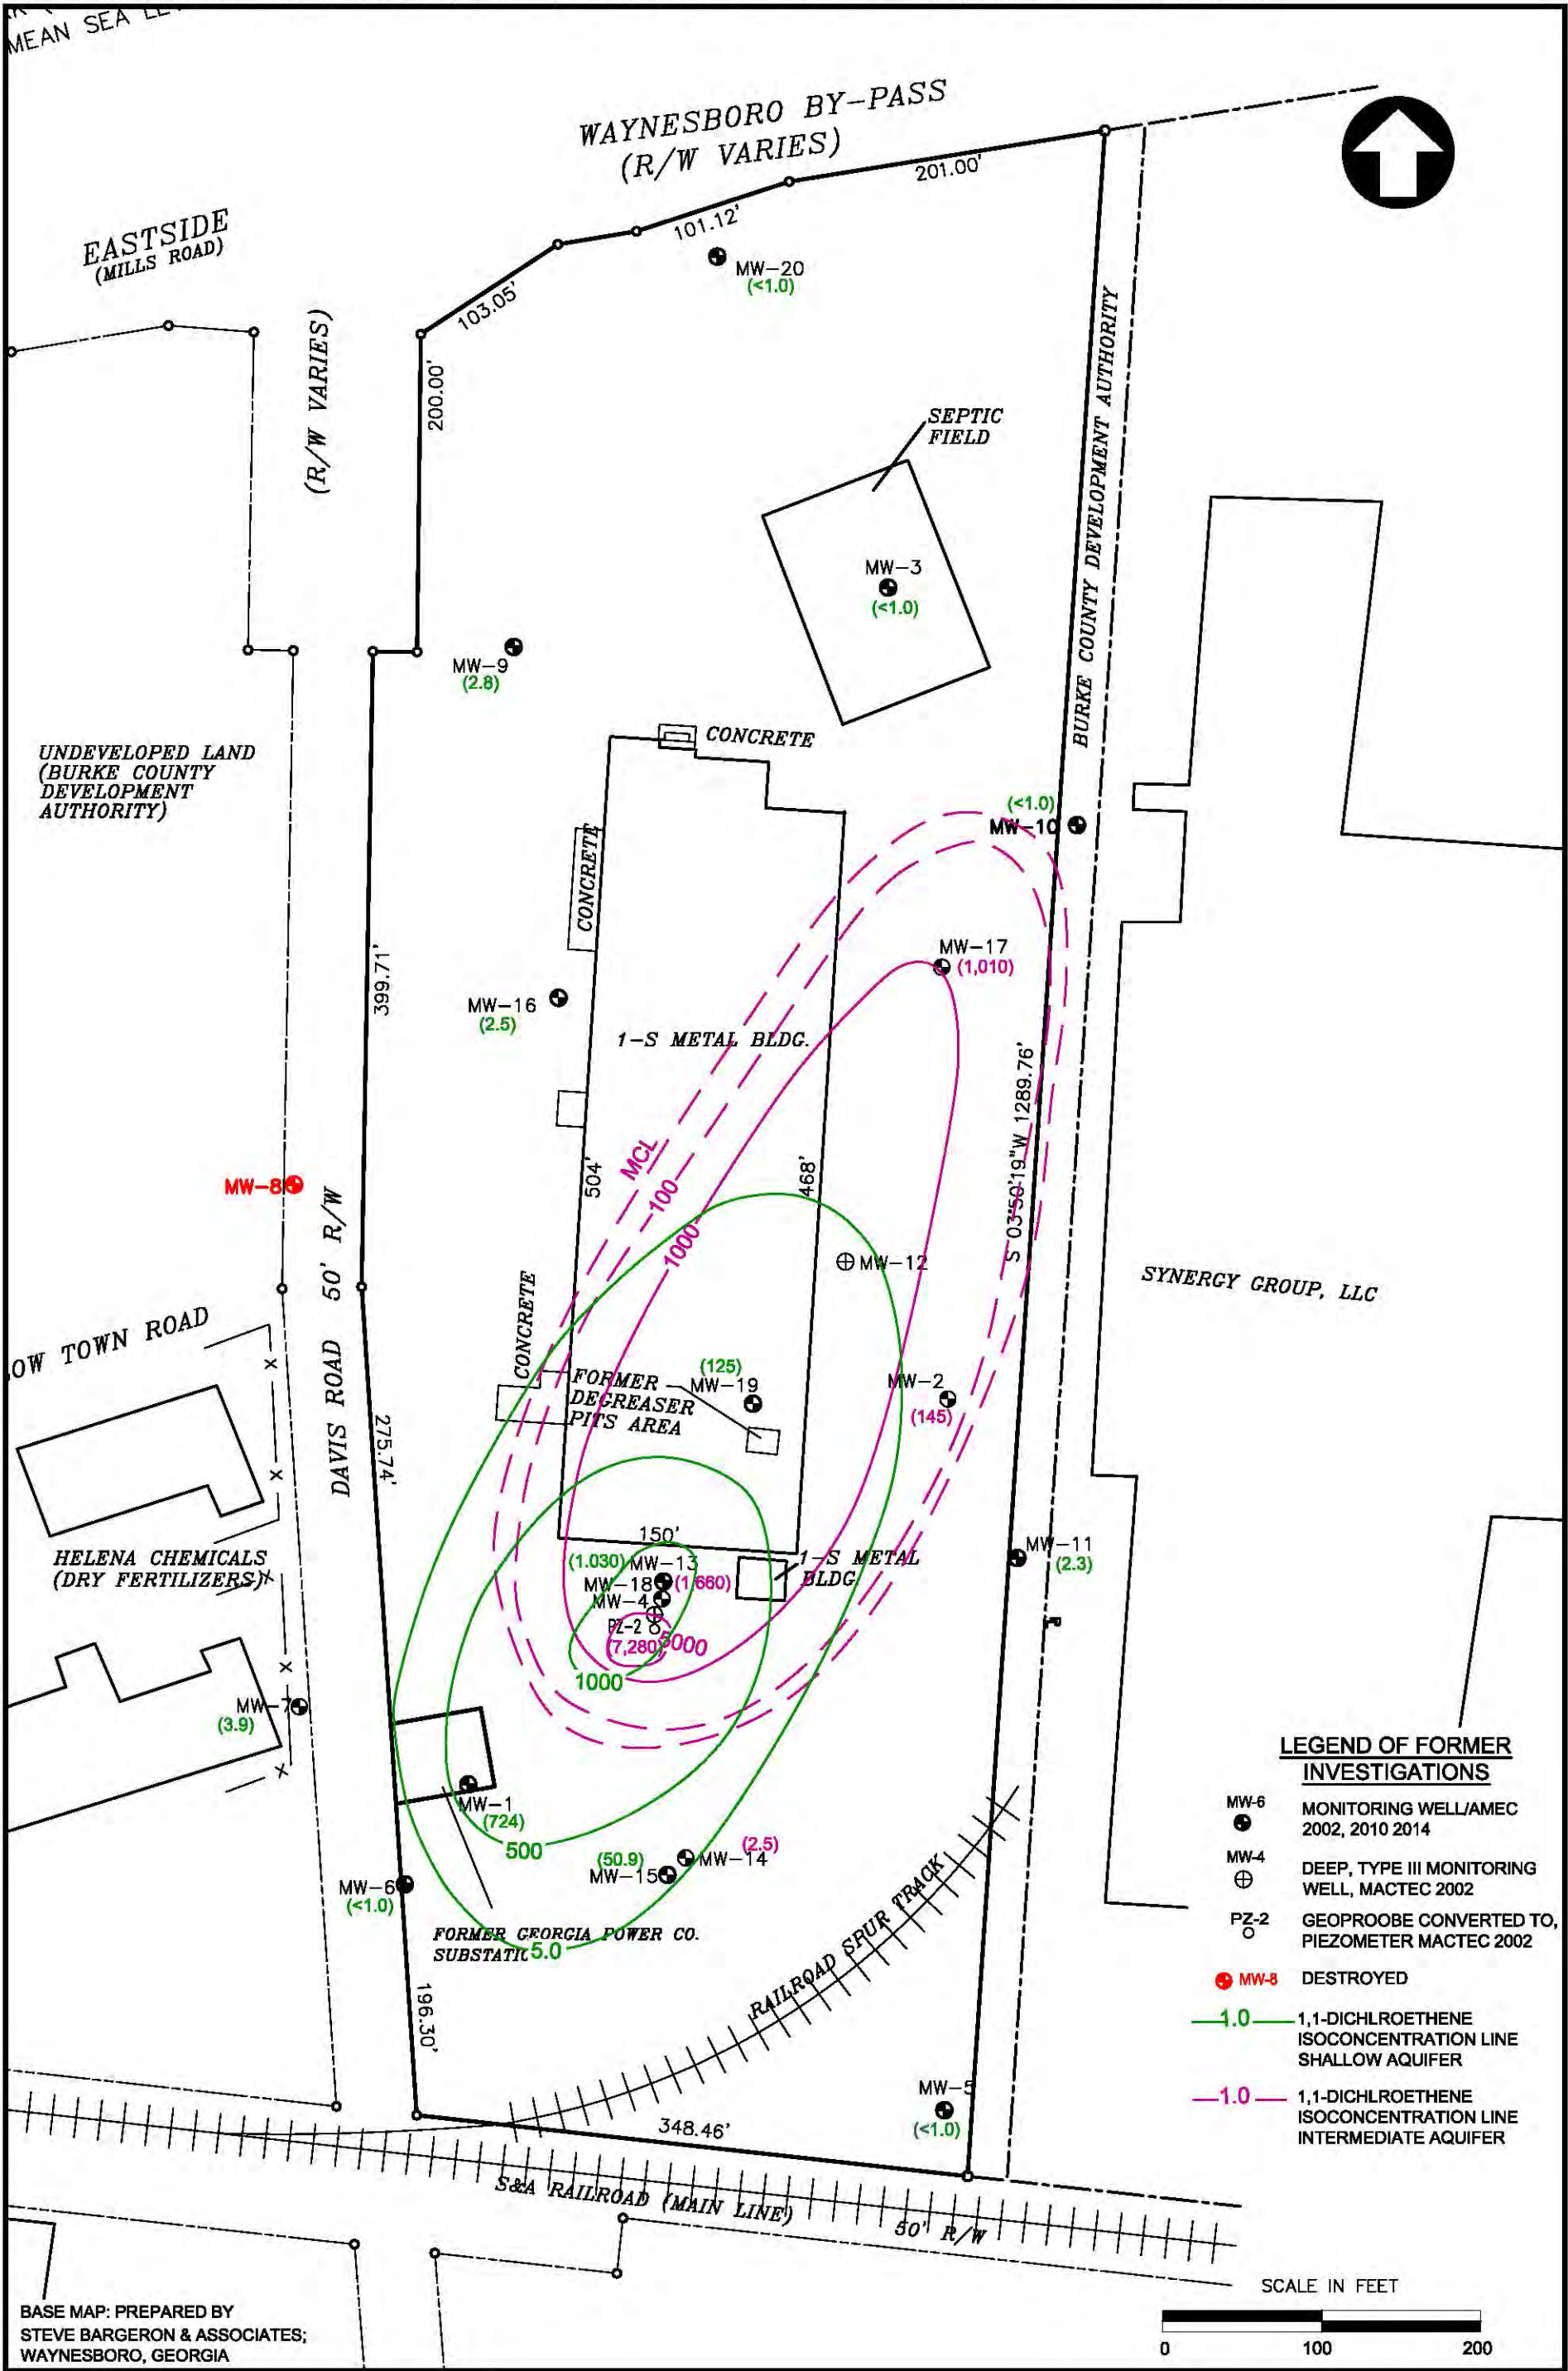 MEAN SEA
WAYNESBORO BY-PASS
(R/W VARIES)
201.00'
101.12'
103.05'
200.00'
EASTSIDE
(MILLS ROAD)
(R/W VARIES)
MW-20
(<1.0)
SEPTIC
FIELD
BURKE COUNTY DEVELOPMENT AUTHORITY
MW-3
(<1.0)
MW-9
(2.8)
CONCRETE
UNDEVELOPED LAND
(BURKE COUNTY
DEVELOPMENT
AUTHORITY)
(<1.0)
MW-10
CONCRETE
399.71'
MW-17
(1,010)
MW-16
(2.5)
1-S METAL BLDG.
S 03°50'19"W 1289.76'
MCL
100
1000
504'
468'
MW-8
DAVIS ROAD 50' R/W
MW-12
SYNERGY GROUP, LLC
OW TOWN ROAD
CONCRETE
(125)
MW-19
FORMER
DEGREASER
PITS AREA
MW-2
(145)
275.74'
150'
HELENA CHEMICALS
(DRY FERTILIZERS)
(1.030) MW-13
MW-18 (1,660)
MW-4
PZ-2
(7,280) 5000
1000
1-S METAL
BLDG.
MW-11
(2.3)
MW-7
(3.9)
MW-1
(724)
500
(50.9)
MW-15
MW-14
(2.5)
MW-6
(<1.0)
FORMER GEORGIA POWER CO.
SUBSTATIC 5.0
RAILROAD SPUR TRACK
196.30'
MW-5
(<1.0)
348.46'
S&A RAILROAD (MAIN LINE)
50' R/W
LEGEND OF FORMER
INVESTIGATIONS
MW-6
MONITORING WELL/AMEC
2002, 2010 2014
MW-4
DEEP, TYPE III MONITORING
WELL, MACTEC 2002
PZ-2
GEOPROOBE CONVERTED TO,
PIEZOMETER MACTEC 2002
MW-8 DESTROYED
1.0 1,1-DICHLROETHENE
ISOCONCENTRATION LINE
SHALLOW AQUIFER
1.0 1,1-DICHLROETHENE
ISOCONCENTRATION LINE
INTERMEDIATE AQUIFER
SCALE IN FEET
0 100 200
BASE MAP: PREPARED BY
STEVE BARGERON & ASSOCIATES;
WAYNESBORO, GEORGIA